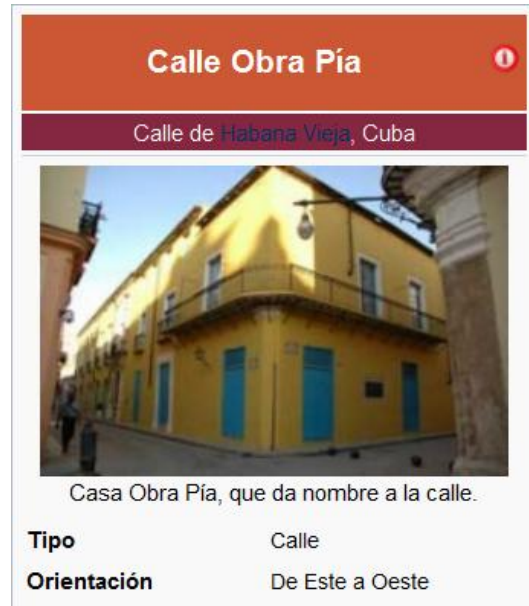 Calle Obra Pía
Calle de Habana Vieja, Cuba
Casa Obra Pía, que da nombre a la calle.
Tipo Calle
Orientación De Este a Oeste